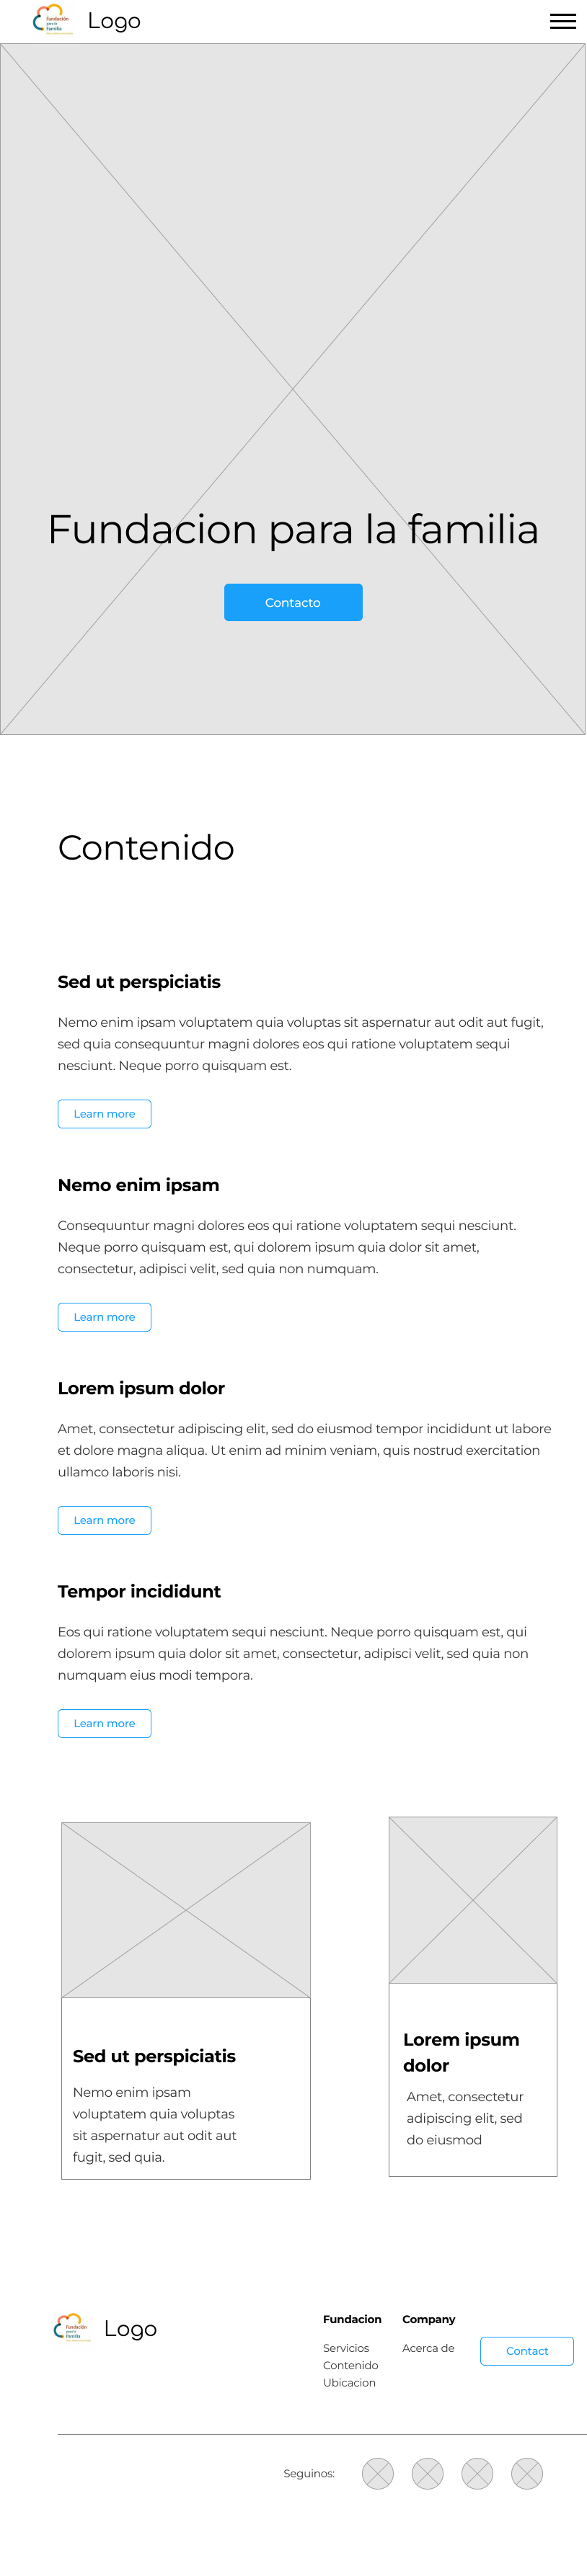 Fundación
para la
Familia
Logo
Fundacion para la familia
Contacto
Contenido
Sed ut perspiciatis
Nemo enim ipsam voluptatem quia voluptas sit aspernatur aut odit aut fugit,
sed quia consequuntur magni dolores eos qui ratione voluptatem sequi
nesciunt. Neque porro quisquam est.
Learn more
Nemo enim ipsam
Consequuntur magni dolores eos qui ratione voluptatem sequi nesciunt.
Neque porro quisquam est, qui dolorem ipsum quia dolor sit amet,
consectetur, adipisci velit, sed quia non numquam.
Learn more
Lorem ipsum dolor
Amet, consectetur adipiscing elit, sed do eiusmod tempor incididunt ut labore
et dolore magna aliqua. Ut enim ad minim veniam, quis nostrud exercitation
ullamco laboris nisi.
Learn more
Tempor incididunt
Eos qui ratione voluptatem sequi nesciunt. Neque porro quisquam est, qui
dolorem ipsum quia dolor sit amet, consectetur, adipisci velit, sed quia non
numquam eius modi tempora.
Learn more
Sed ut perspiciatis
Nemo enim ipsam
voluptatem quia voluptas
sit aspernatur aut odit aut
fugit, sed quia.
Lorem ipsum
dolor
Amet, consectetur
adipiscing elit, sed
do eiusmod
Fundación
para la
Familia
Logo
Fundacion
Servicios
Contenido
Ubicacion
Company
Acerca de
Contact
Seguinos: